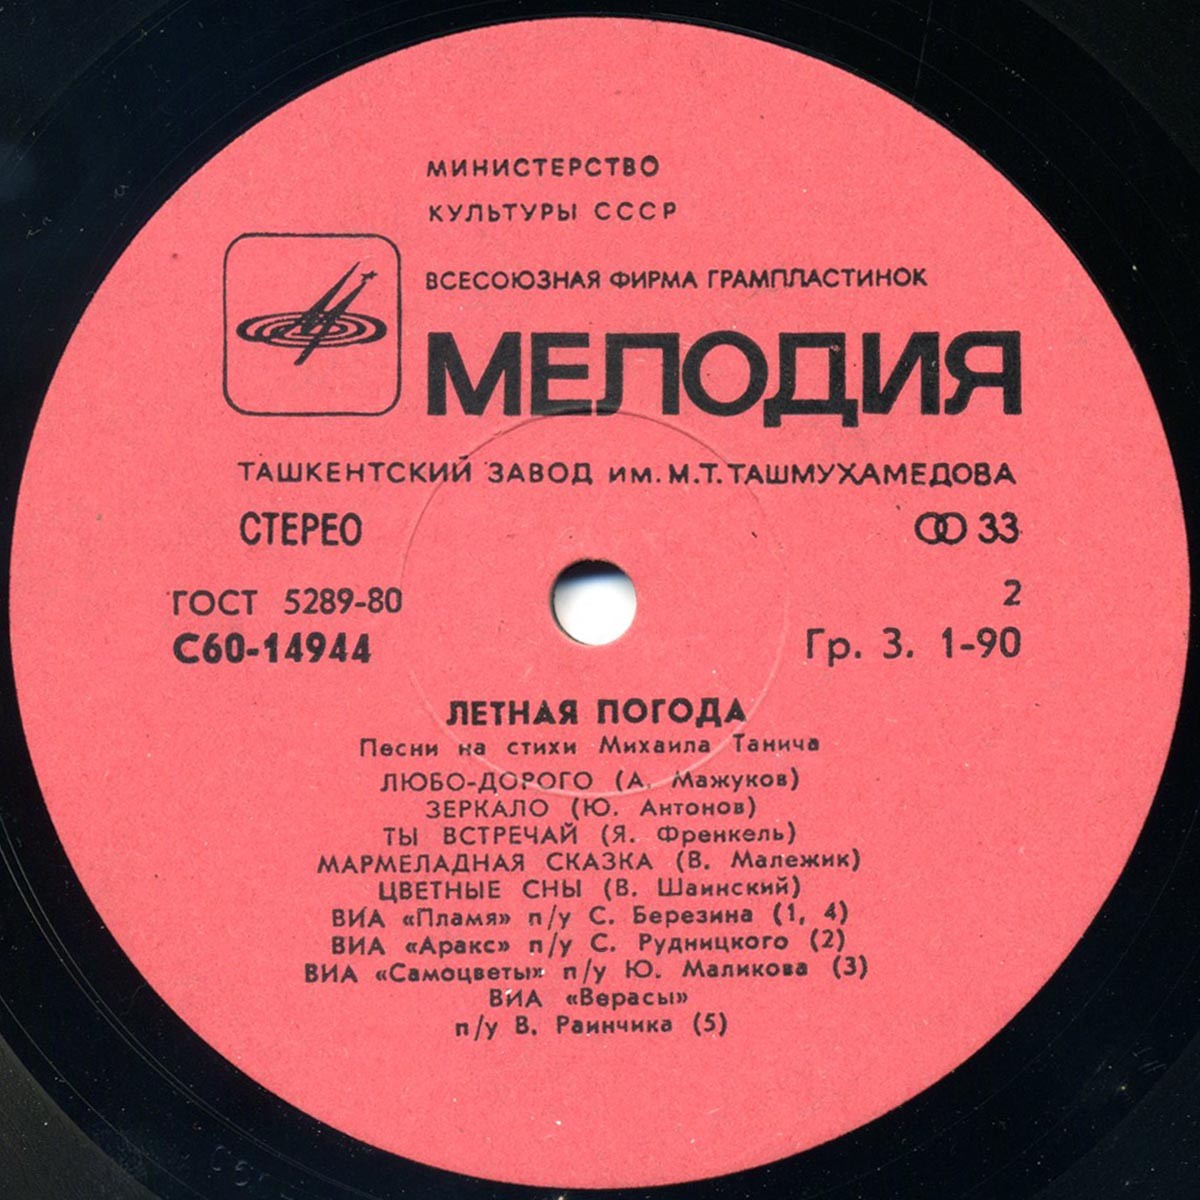 МИНИСТЕРСТВО
КУЛЬТУРЫ СССР
ВСЕСОЮЗНАЯ ФИРМА ГРАМПЛАСТИНОК
МЕЛОДИЯ
ТАШКЕНТСКИЙ ЗАВОД им. М.Т. ТАШМУХАМЕДОВА
СТЕРЕО 33
ГОСТ 5289-80 2
С60-14944 Гр. 3. 1-90
ЛЕТНАЯ ПОГОДА
Песни на стихи Михаила Танича
ЛЮБО-ДОРОГО (А. Мажуков)
ЗЕРКАЛО (Ю. Антонов)
ТЫ ВСТРЕЧАЙ (Я. Френкель)
МАРМЕЛАДНАЯ СКАЗКА (В. Малежик)
ЦВЕТНЫЕ СНЫ (В. Шаинский)
ВИА «Пламя» п/у С. Березина (1, 4)
ВИА «Аракс» п/у С. Рудницкого (2)
ВИА «Самоцветы» п/у Ю. Маликова (3)
ВИА «Верасы»
п/у В. Раинчика (5)